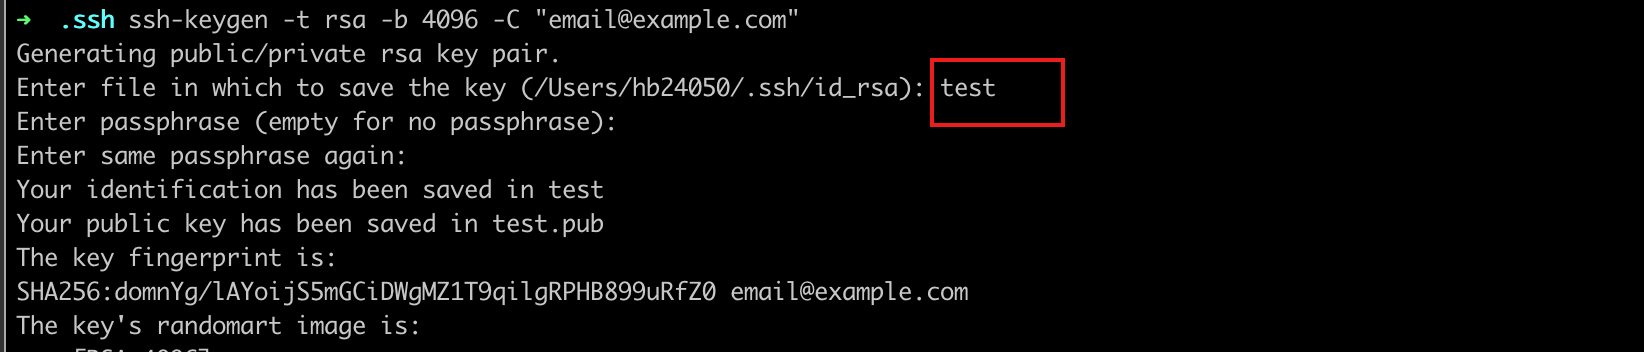 ➜ .ssh ssh-keygen -t rsa -b 4096 -C "email@example.com"
Generating public/private rsa key pair.
Enter file in which to save the key (/Users/hb24050/.ssh/id_rsa): test
Enter passphrase (empty for no passphrase):
Enter same passphrase again:
Your identification has been saved in test
Your public key has been saved in test.pub
The key fingerprint is:
SHA256:domnYg/lAYoijS5mGCiDWgMZ1T9qilgRPHB899uRfZ0 email@example.com
The key's randomart image is: